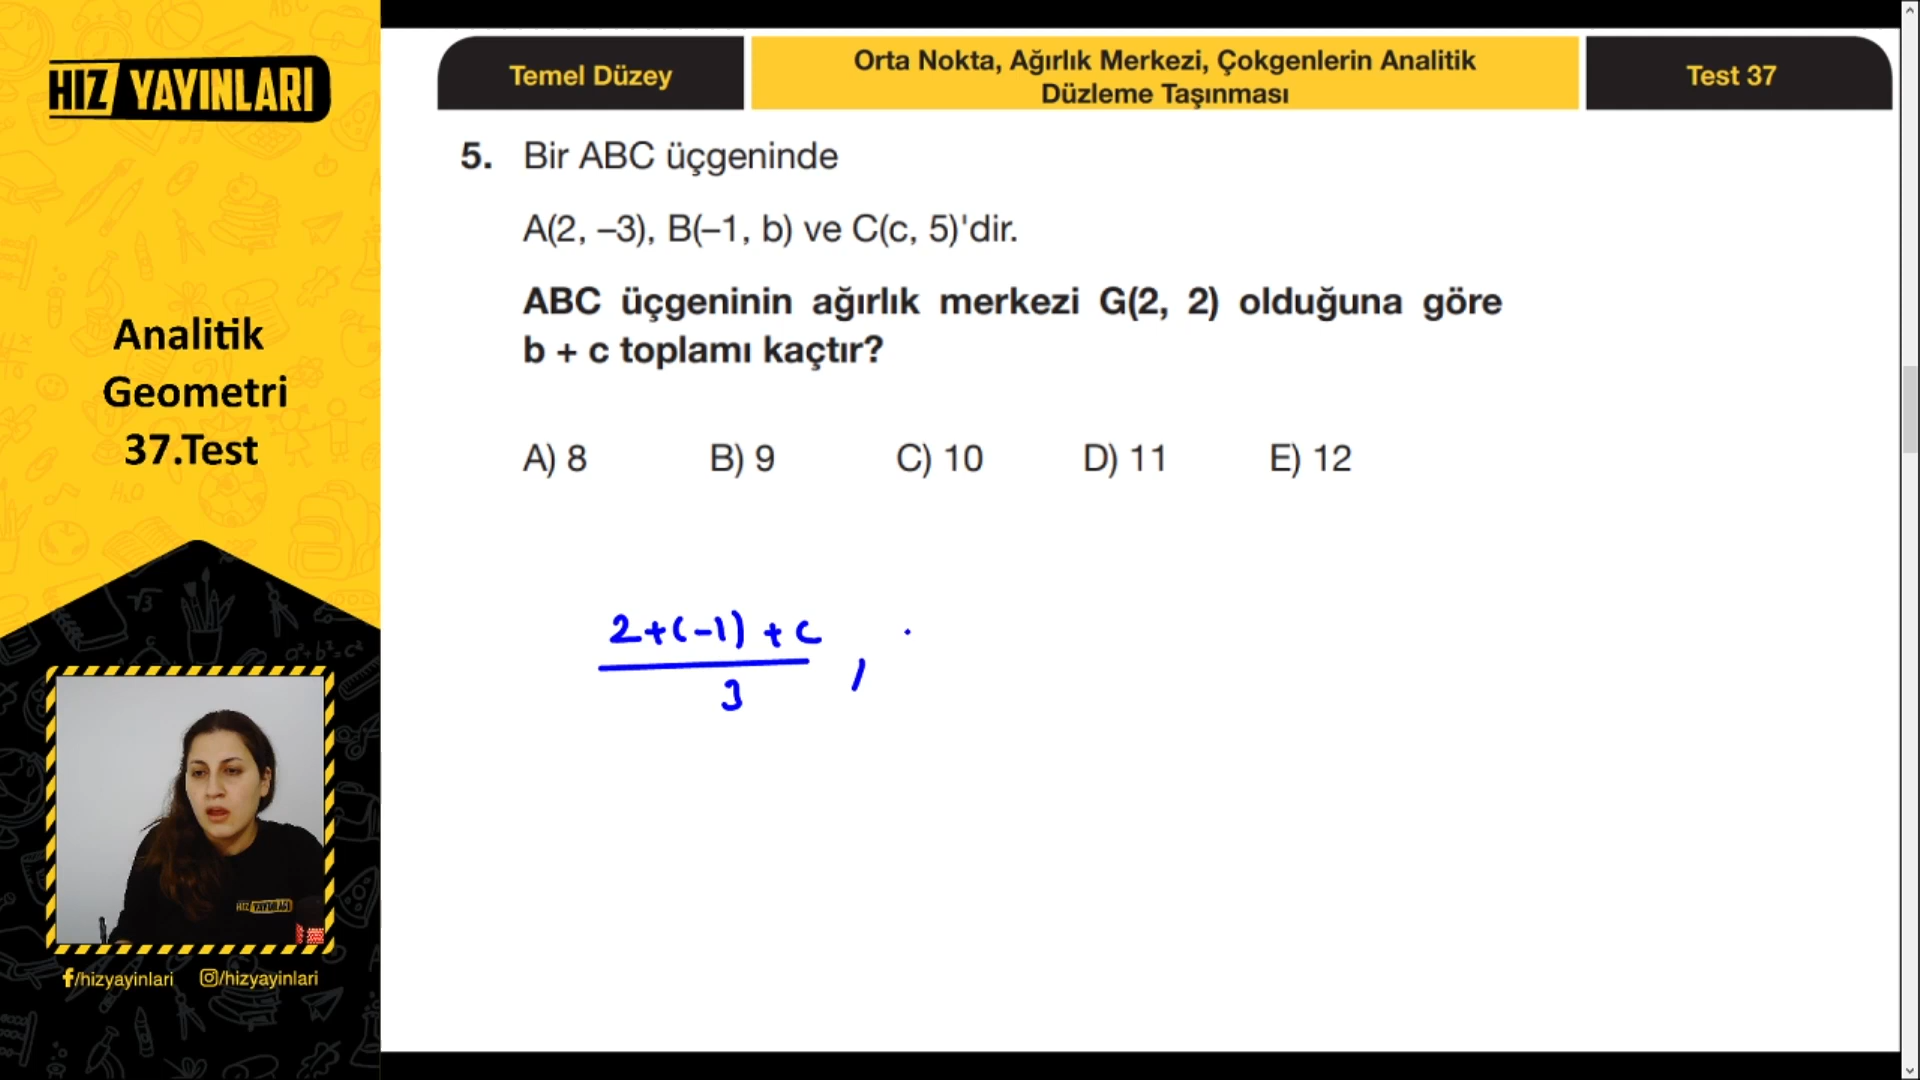 HIZ YAYINLARI
Analitik
Geometri
37.Test
f/hizyayinlari /hizyayinlari
Temel Düzey
Orta Nokta, Ağırlık Merkezi, Çokgenlerin Analitik
Düzleme Taşınması
Test 37
5. Bir ABC üçgeninde
A(2, –3), B(–1, b) ve C(c, 5)'dir.
ABC üçgeninin ağırlık merkezi G(2, 2) olduğuna göre
b + c toplamı kaçtır?
A) 8 B) 9 C) 10 D) 11 E) 12
2+(-1)+c
3 ,
HIZ YAYINLARI